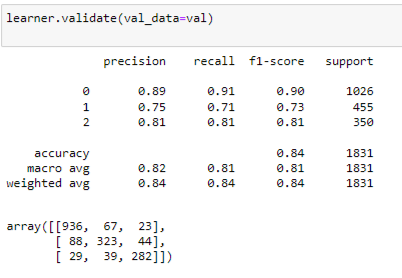 learner.validate(val_data=val)
precision recall f1-score support
0 0.89 0.91 0.90 1026
1 0.75 0.71 0.73 455
2 0.81 0.81 0.81 350
accuracy 0.84 1831
macro avg 0.82 0.81 0.81 1831
weighted avg 0.84 0.84 0.84 1831
array([[936, 67, 23],
[ 88, 323, 44],
[ 29, 39, 282]])